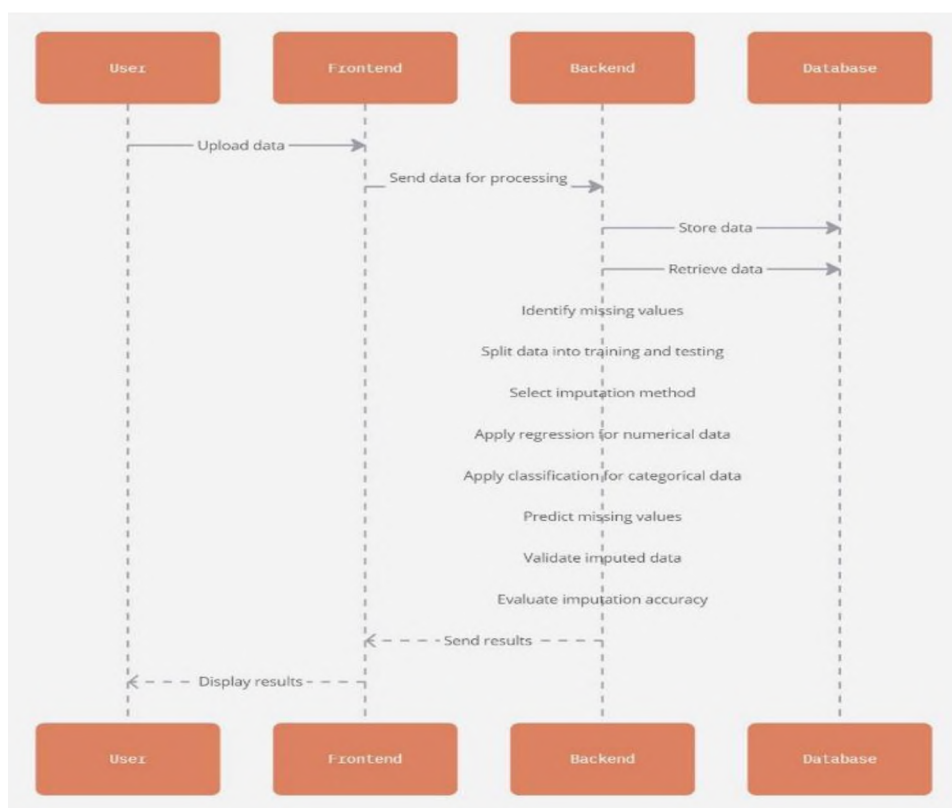 User
Frontend
Backend
Database
Upload data
Send data for processing
Store data
Retrieve data
Identify missing values
Split data into training and testing
Select imputation method
Apply regression for numerical data
Apply classification for categorical data
Predict missing values
Validate imputed data
Evaluate imputation accuracy
Send results
Display results
User
Frontend
Backend
Database